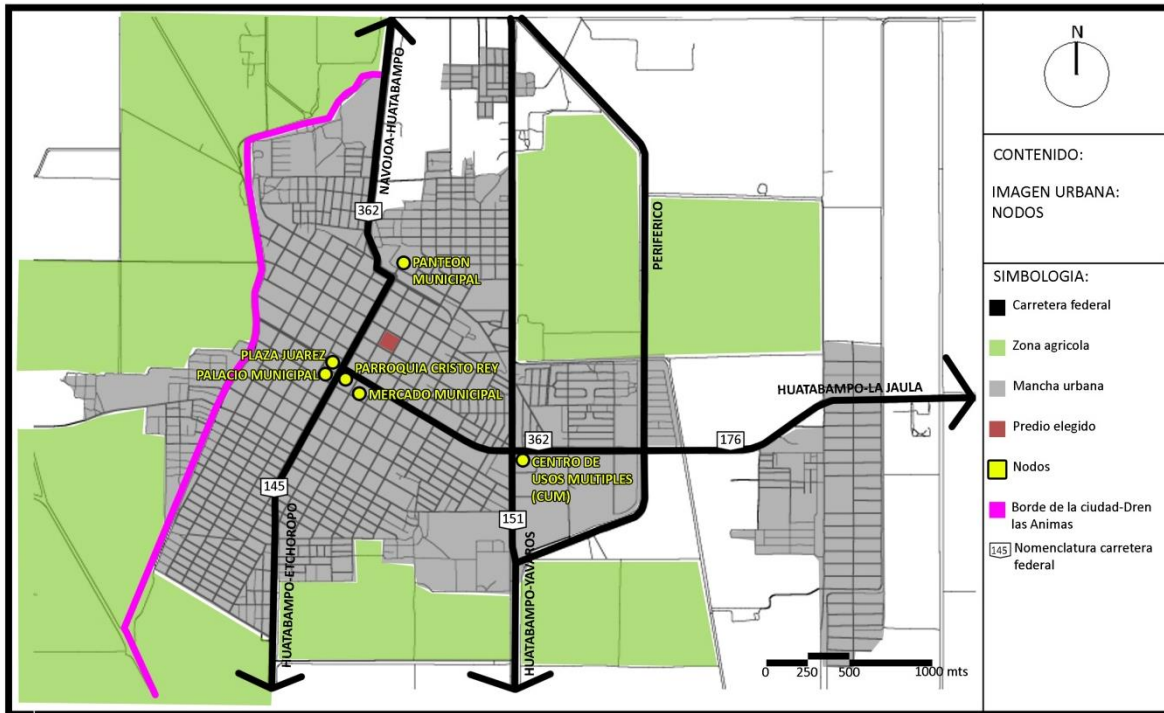 NAVOJOA-HUATABAMPO
362
PANTEON
MUNICIPAL
PERIFERICO
PLAZA JUAREZ
PALACIO MUNICIPAL
PARROQUIA CRISTO REY
MERCADO MUNICIPAL
HUATABAMPO-LA JAULA
362
176
CENTRO DE
USOS MULTIPLES
(CUM)
145
151
HUATABAMPO-ETCHOROPO
HUATABAMPO-YAVAROS
0 250 500 1000 mts
N
CONTENIDO:
IMAGEN URBANA:
NODOS
SIMBOLOGIA:
Carretera federal
Zona agricola
Mancha urbana
Predio elegido
Nodos
Borde de la ciudad-Dren
las Animas
145 Nomenclatura carretera
federal